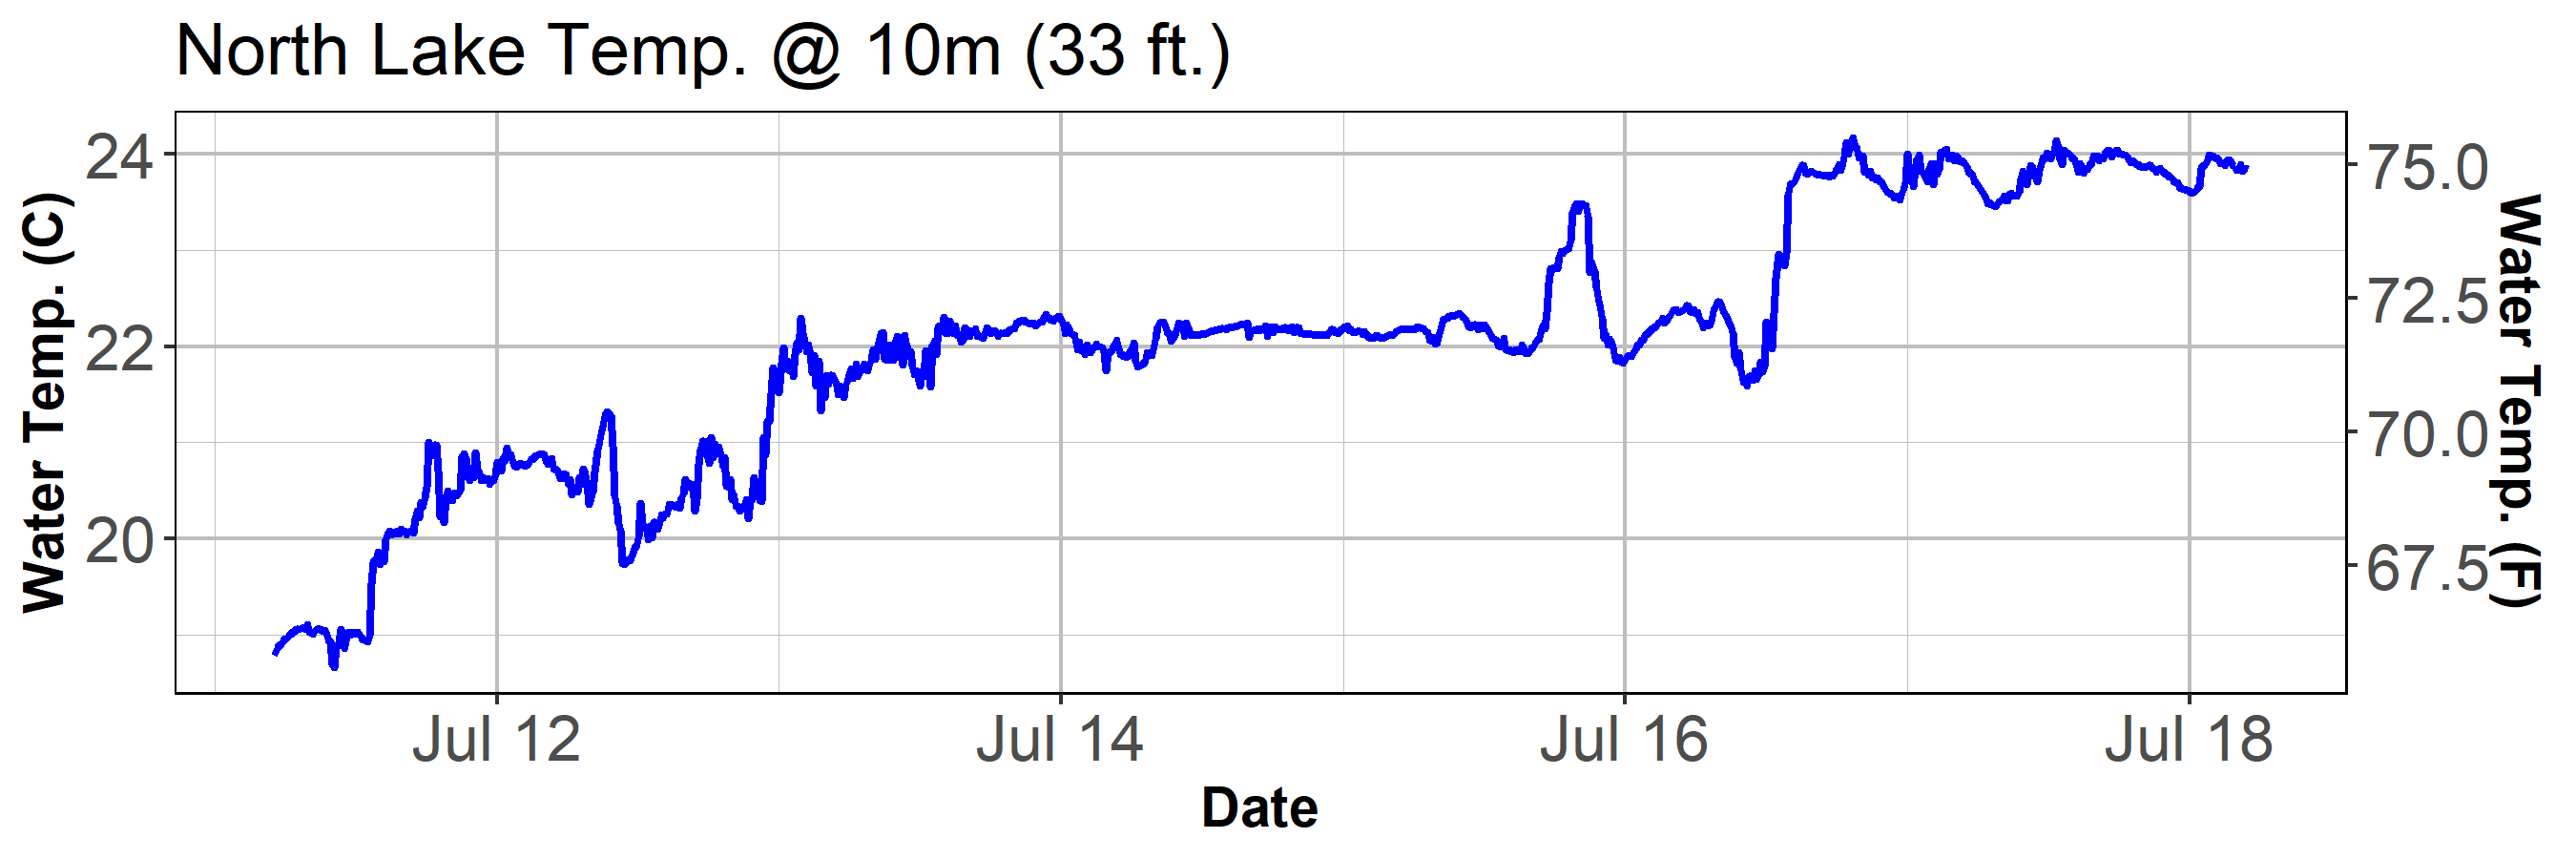 North Lake Temp. @ 10m (33 ft.)
Water Temp. (C)
24
22
20
75.0
72.5
70.0
67.5
Water Temp. (F)
Jul 12
Jul 14
Jul 16
Jul 18
Date